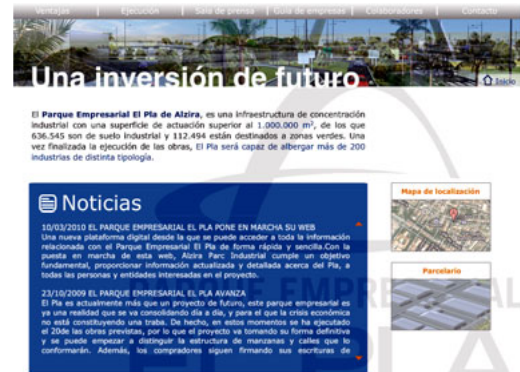 Ventajas | Ejecución | Sala de prensa | Guía de empresas | Colaboradores | Contacto
Una inversión de futuro
Inicio
El Parque Empresarial El Pla de Alzira, es una infraestructura de concentración
industrial con una superficie de actuación superior al 1.000.000 m², de los que
636.545 son de suelo industrial y 112.494 están destinados a zonas verdes. Una
vez finalizada la ejecución de las obras, El Pla será capaz de albergar más de 200
industrias de distinta tipología.
Noticias
10/03/2010 EL PARQUE EMPRESARIAL EL PLA PONE EN MARCHA SU WEB
Una nueva plataforma digital desde la que se puede acceder a toda la información
relacionada con el Parque Empresarial El Pla de forma rápida y sencilla.Con la
puesta en marcha de esta web, Alzira Parc Industrial cumple un objetivo
fundamental, proporcionar información actualizada y detallada acerca del Pla, a
todas las personas y entidades interesadas en el proyecto.
23/10/2009 EL PARQUE EMPRESARIAL EL PLA AVANZA
El Pla es actualmente más que un proyecto de futuro, este parque empresarial es
ya una realidad que se va consolidando día a día, y para el que la crisis económica
no está constituyendo una traba. De hecho, en estos momentos se ha ejecutado
el 20de las obras previstas, por lo que el proyecto va tomando su forma definitiva
y se puede empezar a distinguir la estructura de manzanas y calles que lo
conformarán. Además, los compradores siguen firmando sus escrituras de
Mapa de localización
Parcelario
EL PLA